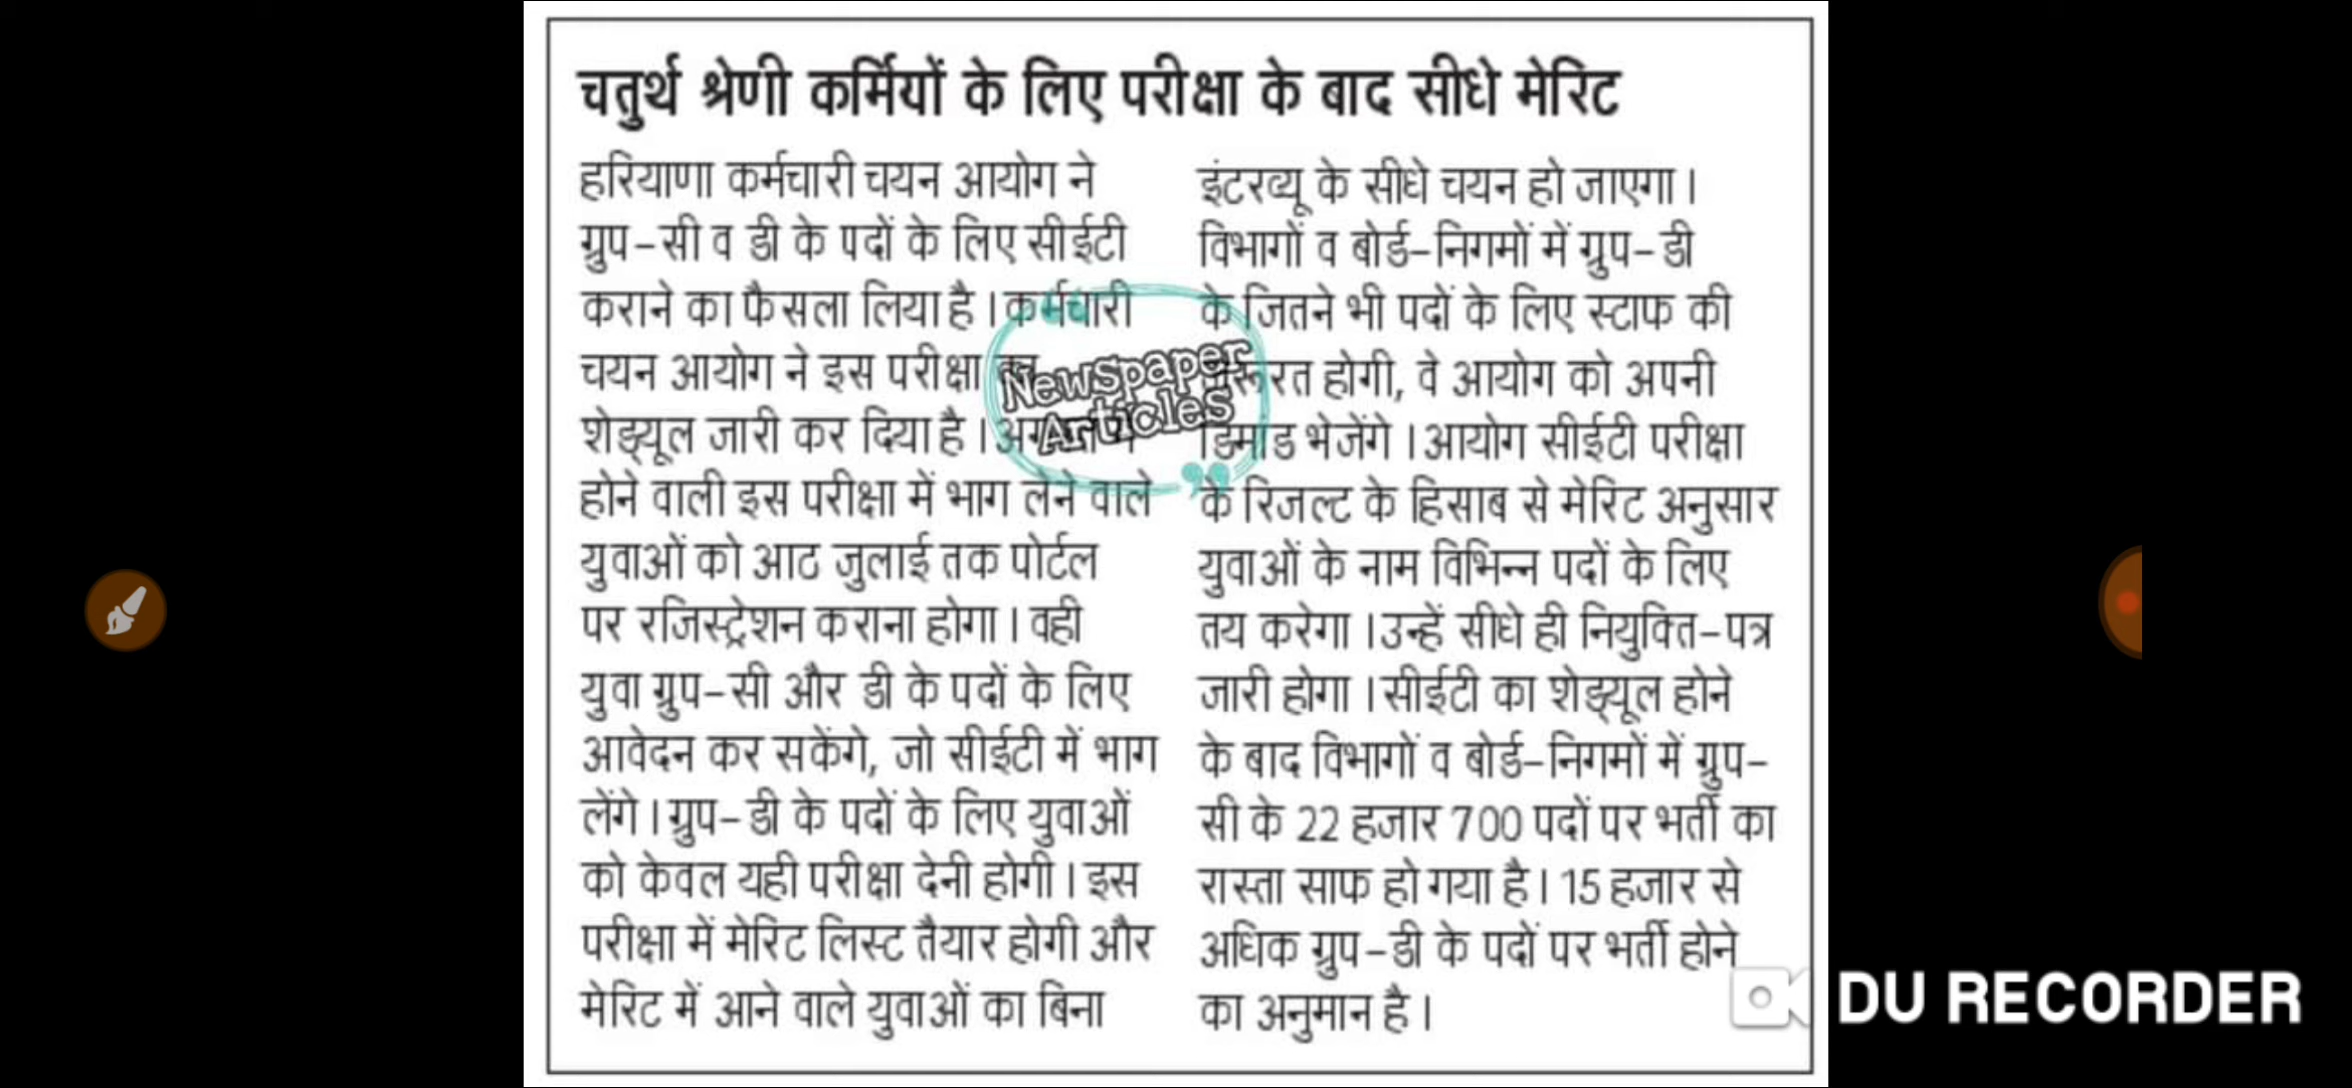 चतुर्थ श्रेणी कर्मियों के लिए परीक्षा के बाद सीधे मेरिट
हरियाणा कर्मचारी चयन आयोग ने
ग्रुप-सी व डी के पदों के लिए सीईटी
कराने का फैसला लिया है। कर्मचारी
चयन आयोग ने इस परीक्षा का
शेड्यूल जारी कर दिया है।
होने वाली इस परीक्षा में भाग लेने वाले
युवाओं को आठ जुलाई तक पोर्टल
पर रजिस्ट्रेशन कराना होगा। वही
युवा ग्रुप-सी और डी के पदों के लिए
आवेदन कर सकेंगे, जो सीईटी में भाग
लेंगे। ग्रुप-डी के पदों के लिए युवाओं
को केवल यही परीक्षा देनी होगी। इस
परीक्षा में मेरिट लिस्ट तैयार होगी और
मेरिट में आने वाले युवाओं का बिना
इंटरव्यू के सीधे चयन हो जाएगा।
विभागों व बोर्ड-निगमों में ग्रुप-डी
के जितने भी पदों के लिए स्टाफ की
जरूरत होगी, वे आयोग को अपनी
डिमांड भेजेंगे। आयोग सीईटी परीक्षा
के रिजल्ट के हिसाब से मेरिट अनुसार
युवाओं के नाम विभिन्न पदों के लिए
तय करेगा। उन्हें सीधे ही नियुक्ति-पत्र
जारी होगा। सीईटी का शेड्यूल होने
के बाद विभागों व बोर्ड-निगमों में ग्रुप-
सी के 22 हजार 700 पदों पर भर्ती का
रास्ता साफ हो गया है। 15 हजार से
अधिक ग्रुप-डी के पदों पर भर्ती होने
का अनुमान है।
Newspaper
Articles
DU RECORDER